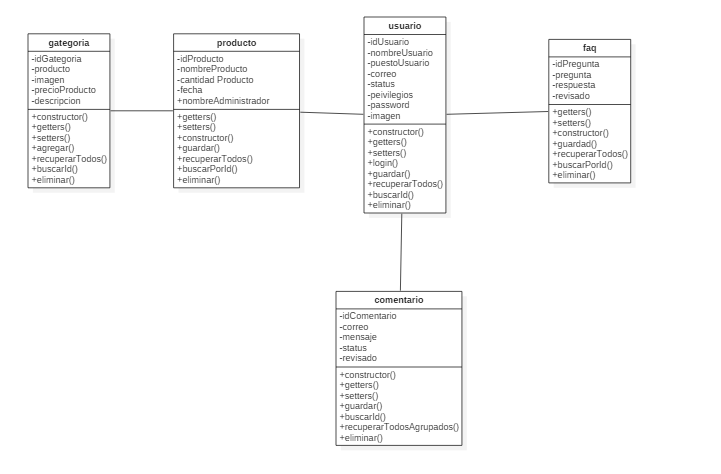 gategoria
-idGategoria
-producto
-imagen
-precioProducto
-descripcion
+constructor()
+getters()
+setters()
+agregar()
+recuperarTodos()
+buscarId()
+eliminar()
producto
-idProducto
-nombreProducto
-cantidad Producto
-fecha
+nombreAdministrador
+getters()
+setters()
+constructor()
+guardar()
+recuperarTodos()
+buscarPorId()
+eliminar()
usuario
-idUsuario
-nombreUsuario
-puestoUsuario
-correo
-status
-peivilegios
-password
-imagen
+constructor()
+getters()
+setters()
+login()
+guardar()
+recuperarTodos()
+buscarId()
+eliminar()
faq
-idPregunta
-pregunta
-respuesta
-revisado
+getters()
+setters()
+constructor()
+guardad()
+recuperarTodos()
+buscarPorId()
+eliminar()
comentario
-idComentario
-correo
-mensaje
-status
-revisado
+constructor()
+getters()
+setters()
+guardar()
+buscarId()
+recuperarTodosAgrupados()
+eliminar()